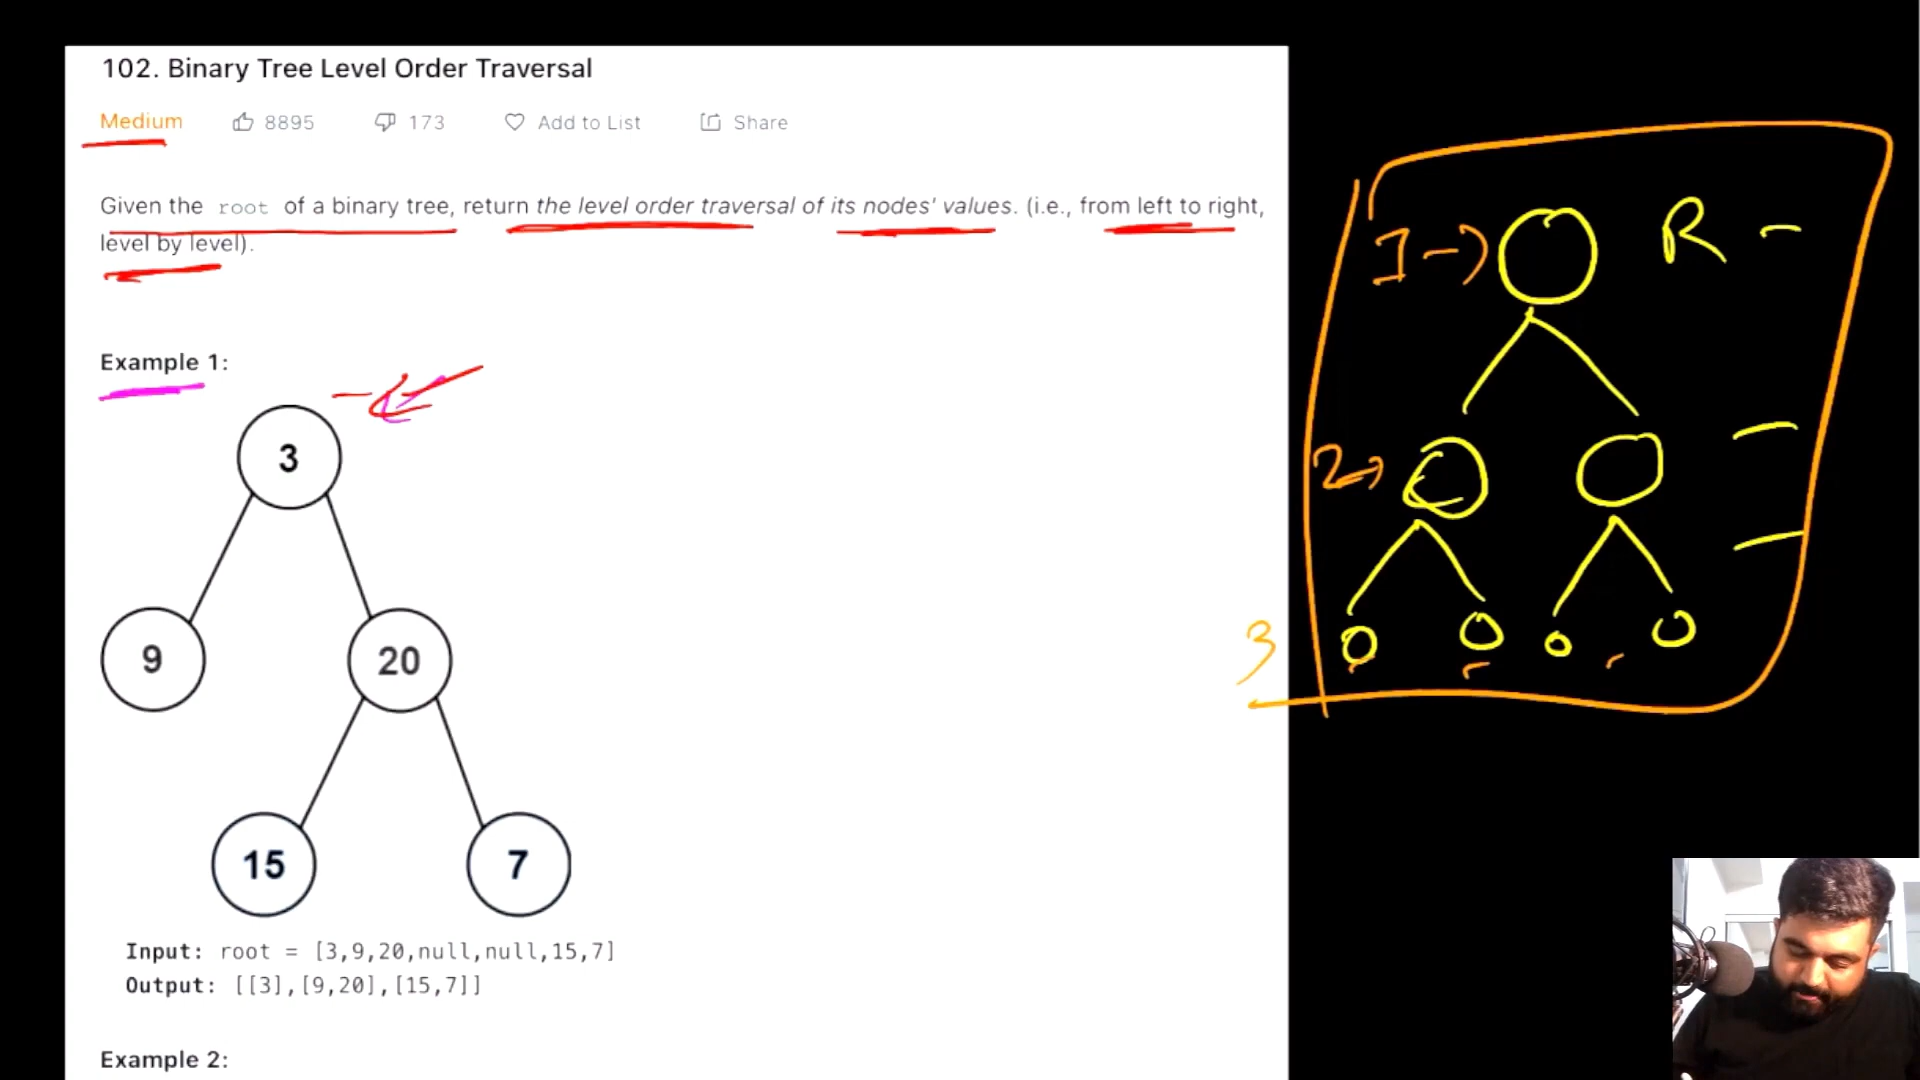 102. Binary Tree Level Order Traversal
Medium 8895 173 Add to List Share
Given the root of a binary tree, return the level order traversal of its nodes' values. (i.e., from left to right,
level by level).
Example 1:
3
9
20
15
7
Input: root = [3,9,20,null,null,15,7]
Output: [[3],[9,20],[15,7]]
Example 2:
1 R
2
3